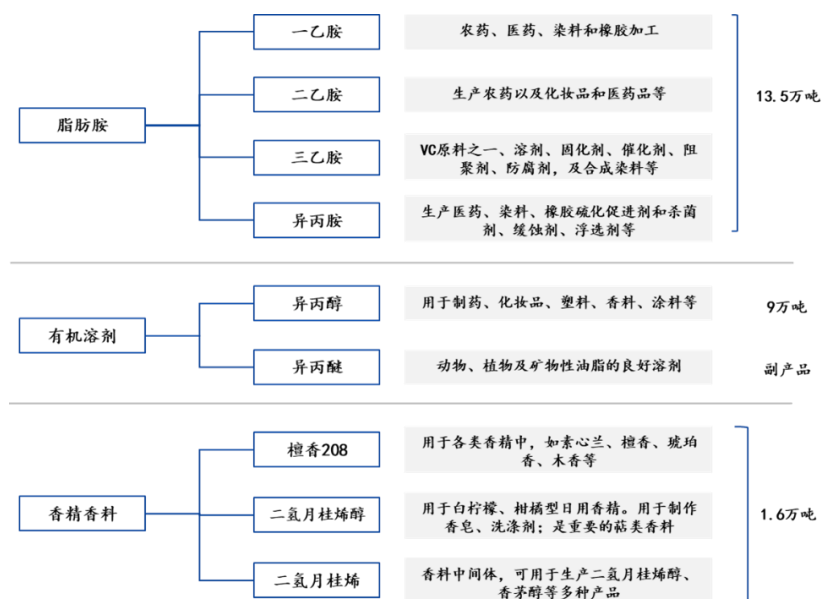 一乙胺
农药、医药、染料和橡胶加工
二乙胺
生产农药以及化妆品和医药品等
13.5万吨
脂肪胺
三乙胺
VC原料之一、溶剂、固化剂、催化剂、阻
聚剂、防腐剂，及合成染料等
异丙胺
生产医药、染料、橡胶硫化促进剂和杀菌
剂、缓蚀剂、浮选剂等
异丙醇
用于制药、化妆品、塑料、香料、涂料等
9万吨
有机溶剂
异丙醚
动物、植物及矿物性油脂的良好溶剂
副产品
檀香208
用于各类香精中，如素心兰、檀香、琥珀
香、木香等
香精香料
二氢月桂烯醇
用于白柠檬、柑橘型日用香精。用于制作
香皂、洗涤剂；是重要的萜类香料
1.6万吨
二氢月桂烯
香料中间体，可用于生产二氢月桂烯醇、
香茅醇等多种产品